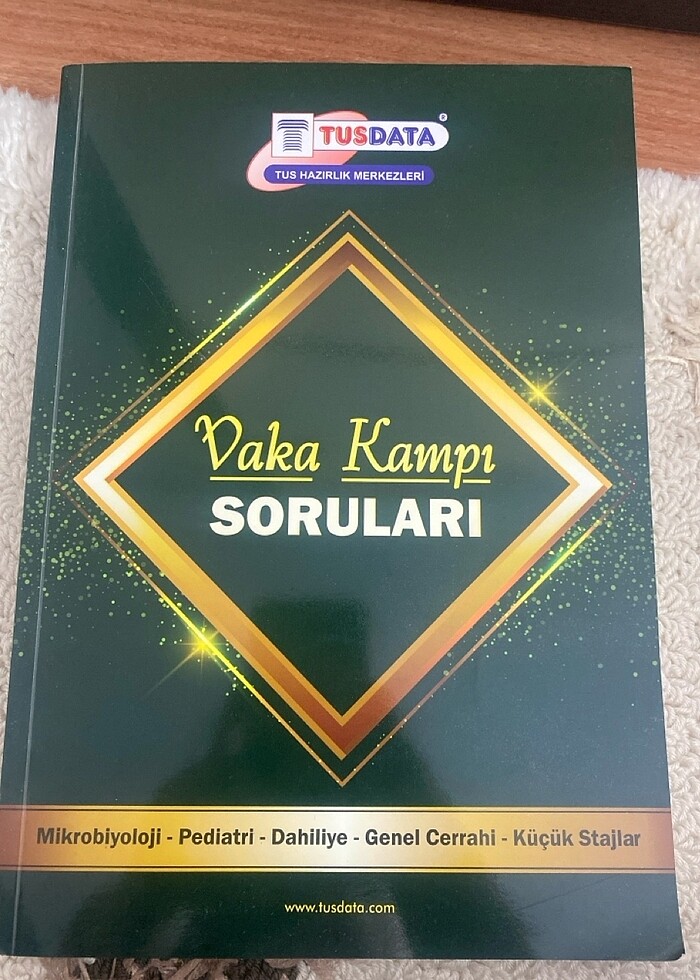 TUSDATA®
TUS HAZIRLIK MERKEZLERİ
Vaka Kampı
SORULARI
Mikrobiyoloji - Pediatri - Dahiliye - Genel Cerrahi - Küçük Stajlar
www.tusdata.com